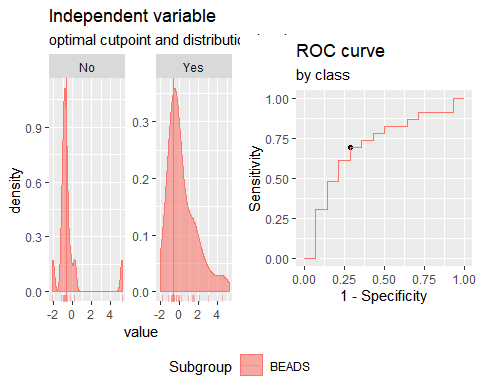 Independent variable
optimal cutpoint and distributio
No
Yes
density
0.0
0.3
0.6
0.9
-2 0 2 4
0.0
0.1
0.2
0.3
-2 0 2 4
value
ROC curve
by class
Sensitivity
1.00
0.75
0.50
0.25
0.00
0.00 0.25 0.50 0.75 1.00
1 - Specificity
Subgroup
BEADS